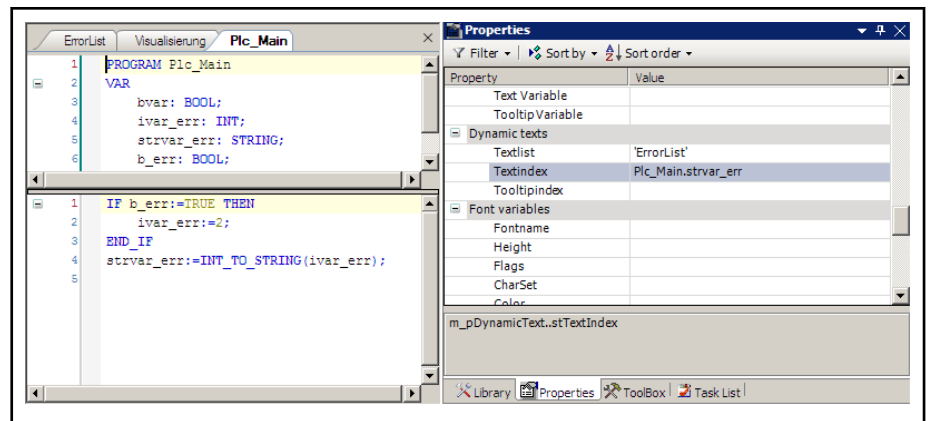 ErrorList Visualisierung Plc_Main
1 PROGRAM Plc_Main
2 VAR
3 bvar: BOOL;
4 ivar_err: INT;
5 strvar_err: STRING;
6 b_err: BOOL;
1 IF b_err:=TRUE THEN
2 ivar_err:=2;
3 END_IF
4 strvar_err:=INT_TO_STRING(ivar_err);
5
Properties
Filter Sort by Sort order
Property Value
Text Variable
Tooltip Variable
Dynamic texts
Textlist 'ErrorList'
Textindex Plc_Main.strvar_err
Tooltipindex
Font variables
Fontname
Height
Flags
CharSet
Color
m_pDynamicText..stTextIndex
Library Properties ToolBox Task List